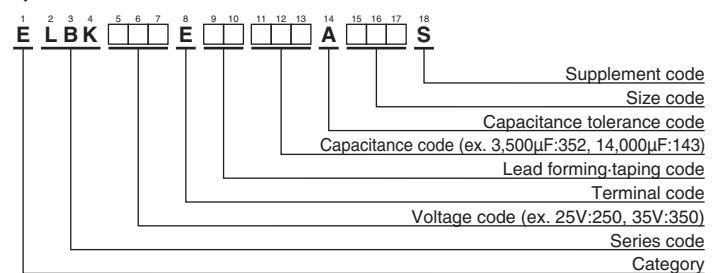 1 2 3 4 5 6 7 8 9 10 11 12 13 14 15 16 17 18
E LBK E A S
Supplement code
Size code
Capacitance tolerance code
Capacitance code (ex. 3,500μF:352, 14,000μF:143)
Lead forming·taping code
Terminal code
Voltage code (ex. 25V:250, 35V:350)
Series code
Category